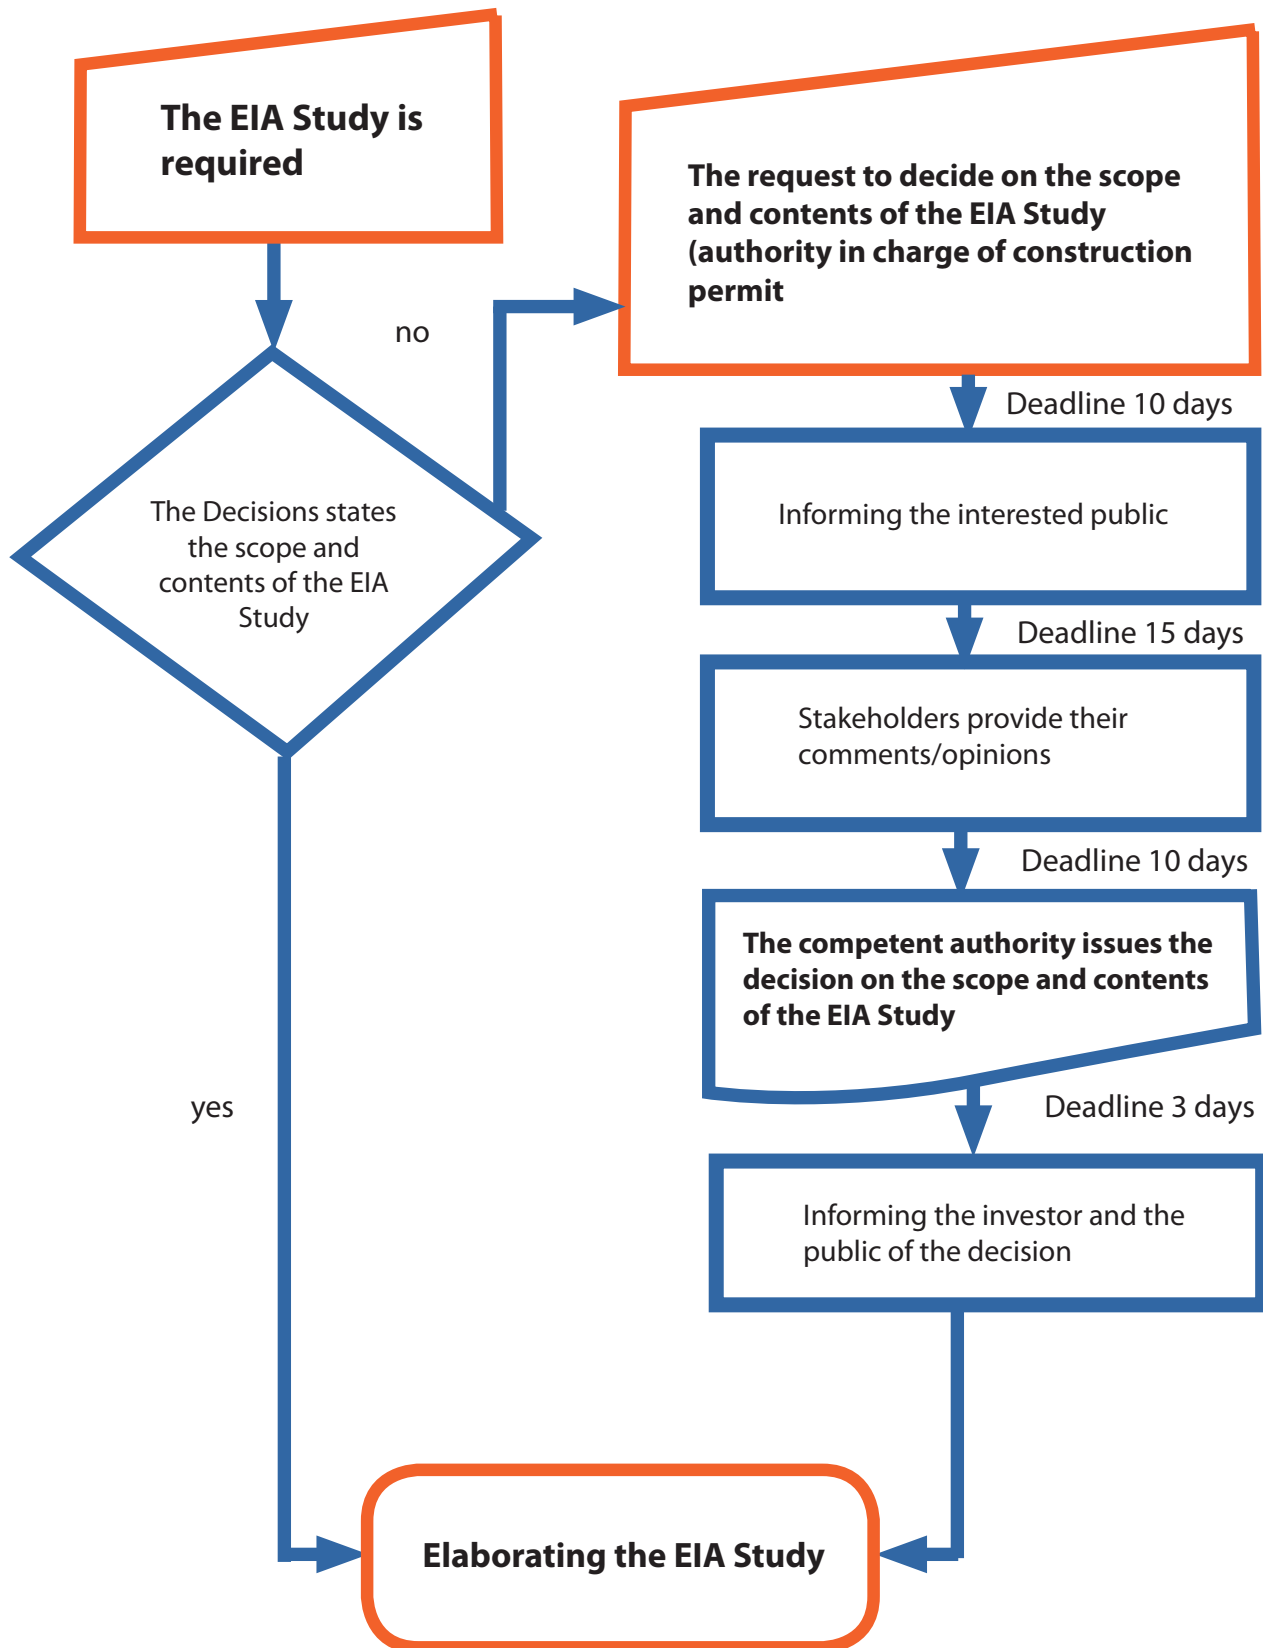 The EIA Study is
required
The request to decide on the scope
and contents of the EIA Study
(authority in charge of construction
permit
no
Deadline 10 days
The Decisions states
the scope and
contents of the EIA
Study
Informing the interested public
Deadline 15 days
Stakeholders provide their
comments/opinions
Deadline 10 days
The competent authority issues the
decision on the scope and contents
of the EIA Study
yes
Deadline 3 days
Informing the investor and the
public of the decision
Elaborating the EIA Study